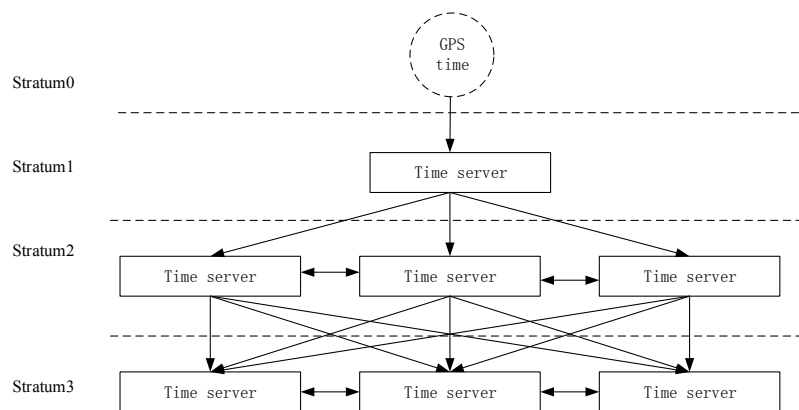 GPS
time
Stratum0
Stratum1
Time server
Stratum2
Time server
Time server
Time server
Stratum3
Time server
Time server
Time server